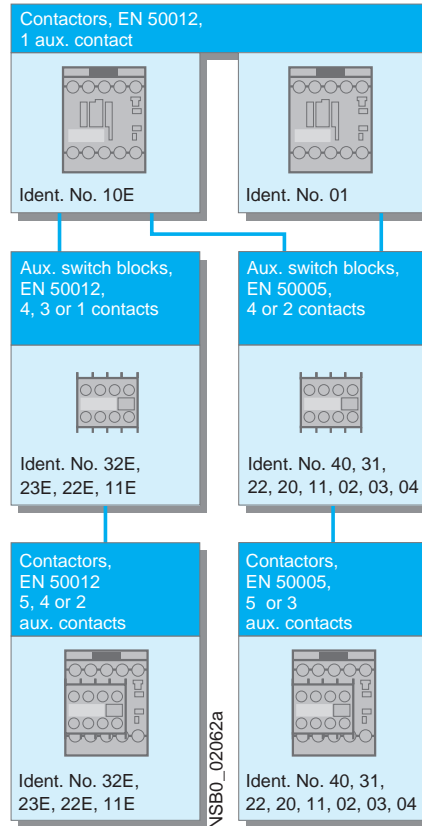 Contactors, EN 50012,
1 aux. contact
Ident. No. 10E
Ident. No. 01
Aux. switch blocks,
EN 50012,
4, 3 or 1 contacts
Aux. switch blocks,
EN 50005,
4 or 2 contacts
Ident. No. 32E,
23E, 22E, 11E
Ident. No. 40, 31,
22, 20, 11, 02, 03, 04
Contactors,
EN 50012
5, 4 or 2
aux. contacts
Contactors,
EN 50005,
5 or 3
aux. contacts
Ident. No. 32E,
23E, 22E, 11E
NSB0_02062a
Ident. No. 40, 31,
22, 20, 11, 02, 03, 04